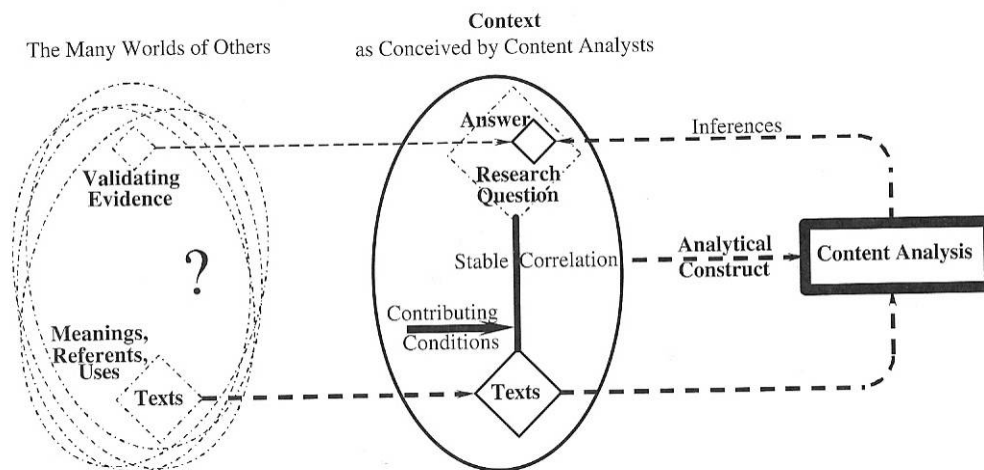 Context
as Conceived by Content Analysts
The Many Worlds of Others
Answer
Inferences
Validating
Evidence
Research
Question
?
Stable Correlation
Analytical
Construct
Content Analysis
Contributing
Conditions
Meanings,
Referents,
Uses
Texts
Texts